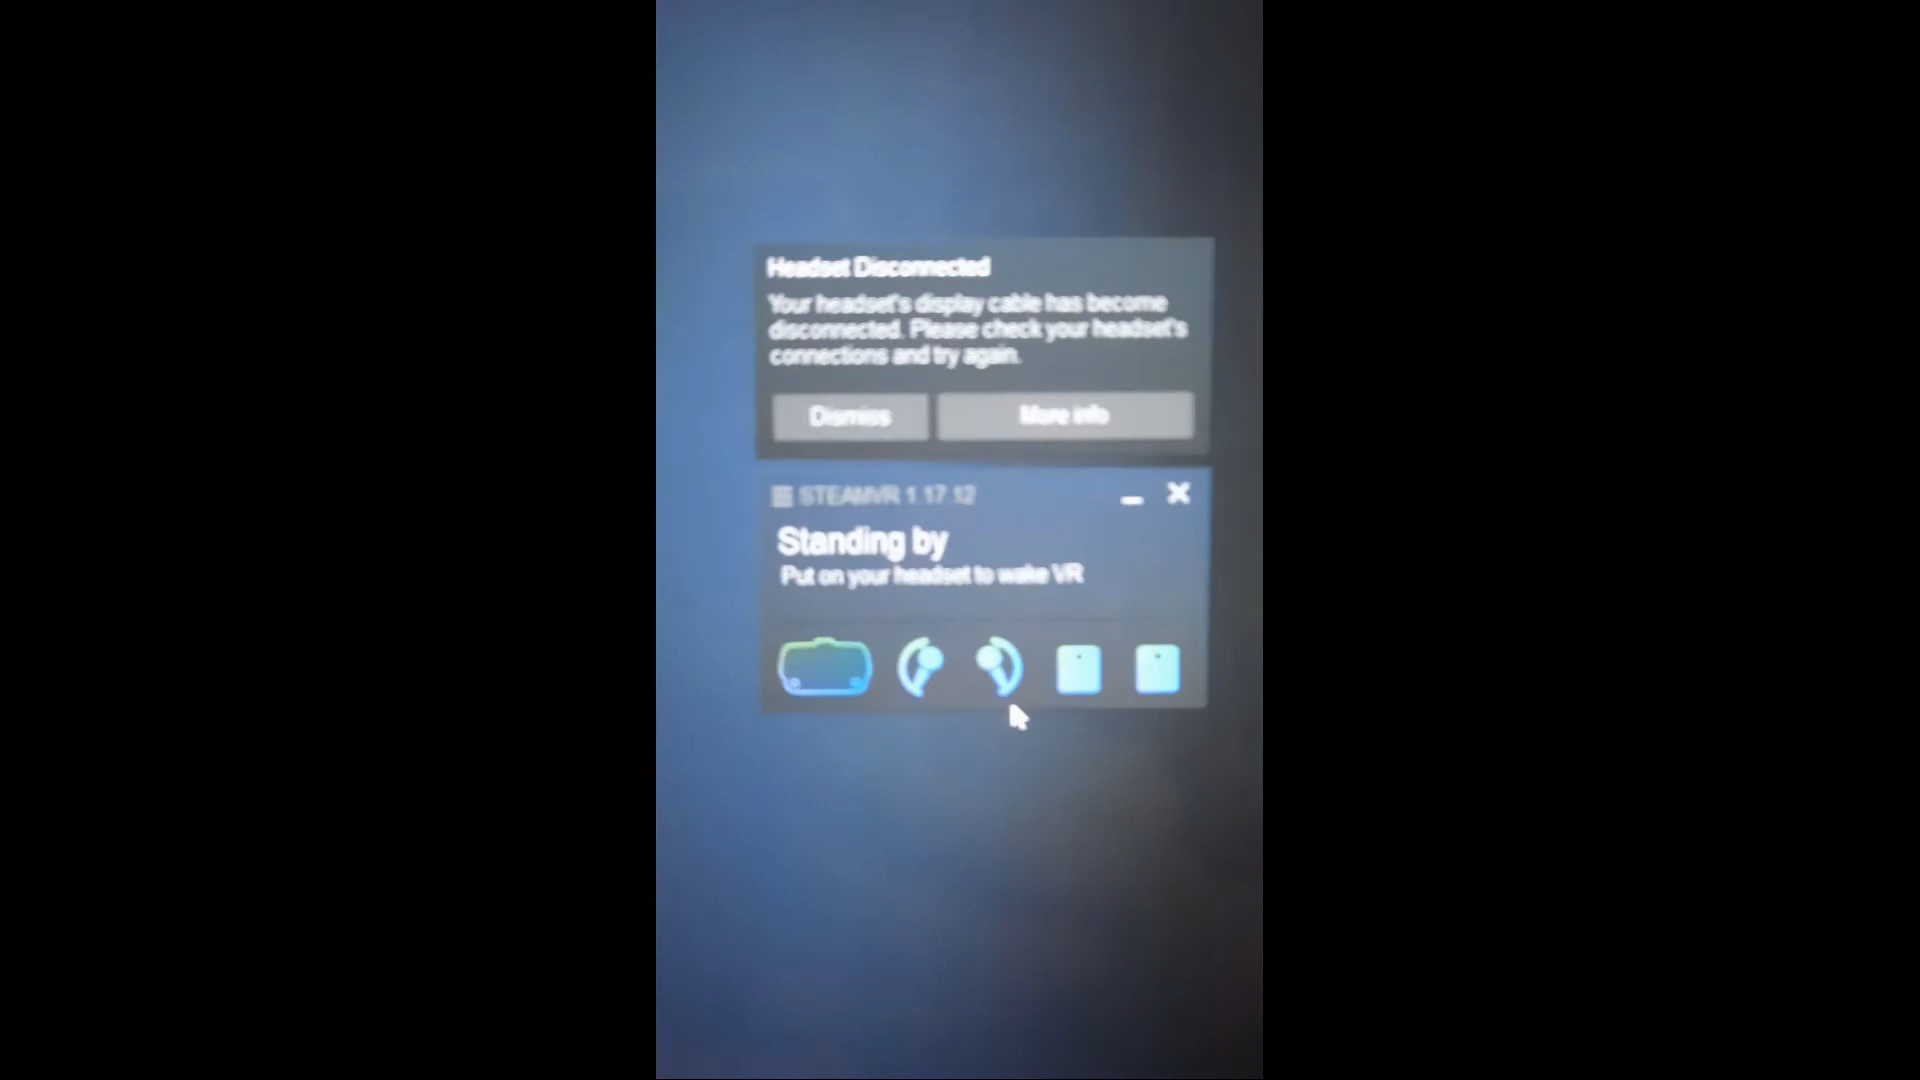 Headset Disconnected
Your headset's display cable has become
disconnected. Please check your headset's
connections and try again.
Dismiss More info
STEAMVR 1.17.12
Standing by
Put on your headset to wake VR